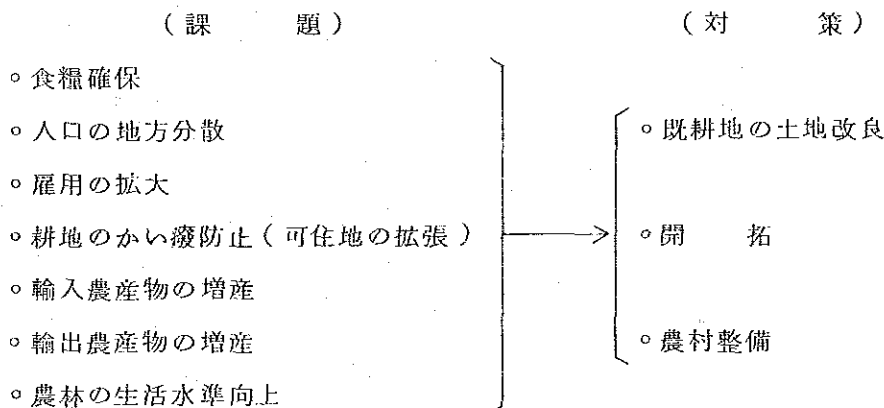 （課　　題）
（対　　策）
◦食糧確保
◦人口の地方分散
◦雇用の拡大
◦耕地のかい廃防止（可住地の拡張）
◦輸入農産物の増産
◦輸出農産物の増産
◦農林の生活水準向上
◦既耕地の土地改良
◦開　　拓
◦農村整備